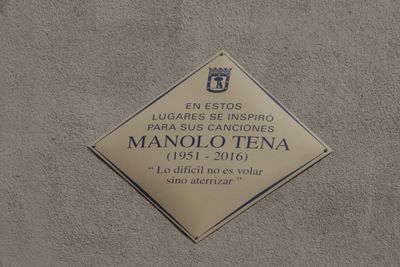 EN ESTOS
LUGARES SE INSPIRÓ
PARA SUS CANCIONES
MANOLO TENA
(1951 - 2016)
“ Lo difícil no es volar
sino aterrizar ”